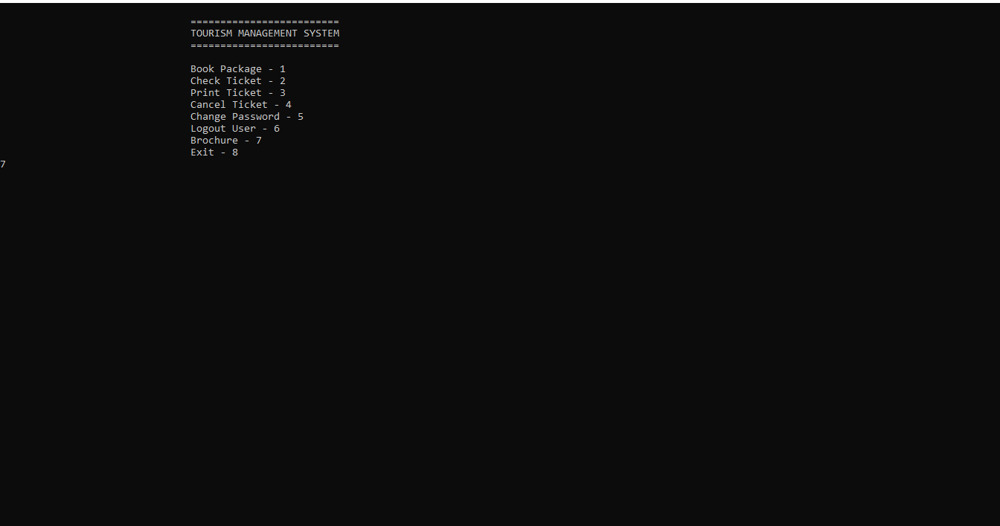 =========================
TOURISM MANAGEMENT SYSTEM
=========================
Book Package - 1
Check Ticket - 2
Print Ticket - 3
Cancel Ticket - 4
Change Password - 5
Logout User - 6
Brochure - 7
Exit - 8
7